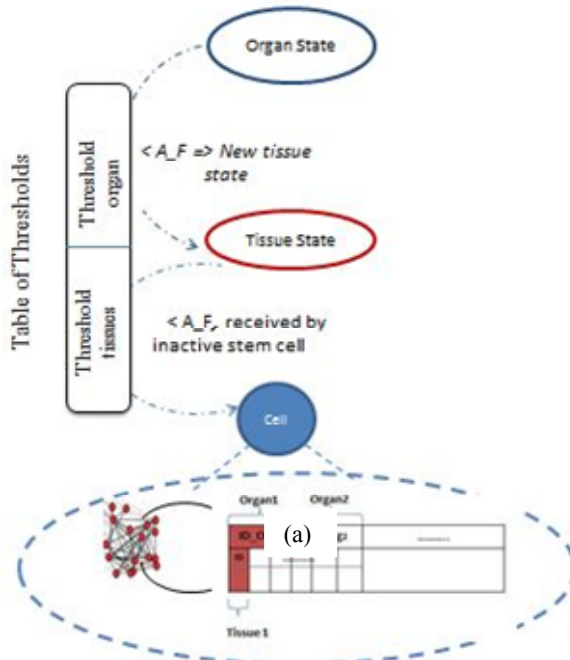 Organ State
Table of Thresholds
Threshold
organ
< A_F => New tissue
state
Tissue State
Threshold
tissues
< A_F, received by
inactive stem cell
Cell
Organ1 Organ2
ID_O (a)
ID
Tissue 1